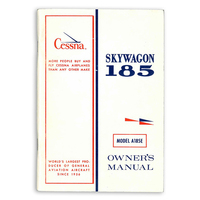 Cessna.
MORE PEOPLE BUY AND
FLY CESSNA AIRPLANES
THAN ANY OTHER MAKE
SKYWAGON
185
MODEL A185E
WORLD'S LARGEST PRO-
DUCER OF GENERAL
AVIATION AIRCRAFT
SINCE 1956
OWNER'S
MANUAL